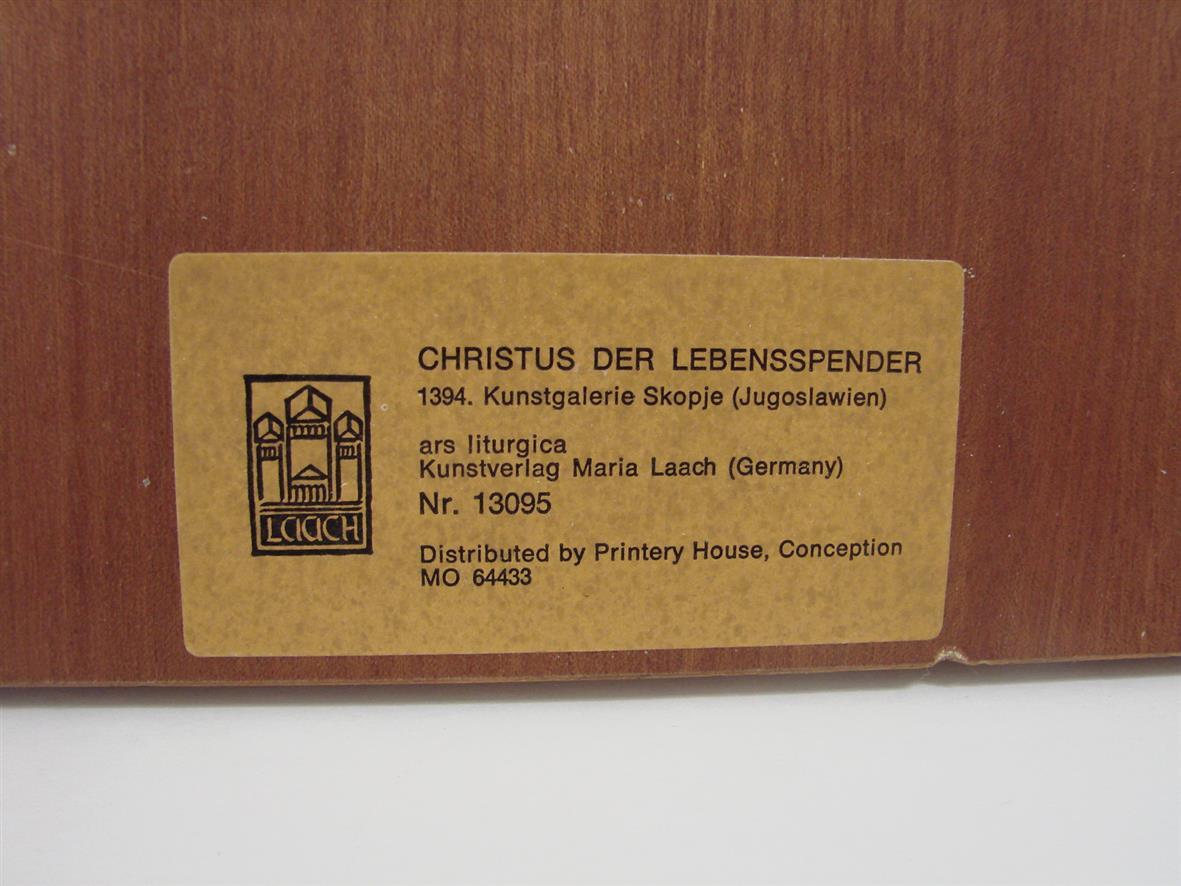 CHRISTUS DER LEBENSSPENDER
1394. Kunstgalerie Skopje (Jugoslawien)
ars liturgica
Kunstverlag Maria Laach (Germany)
Nr. 13095
Distributed by Printery House, Conception
MO 64433
LAACH